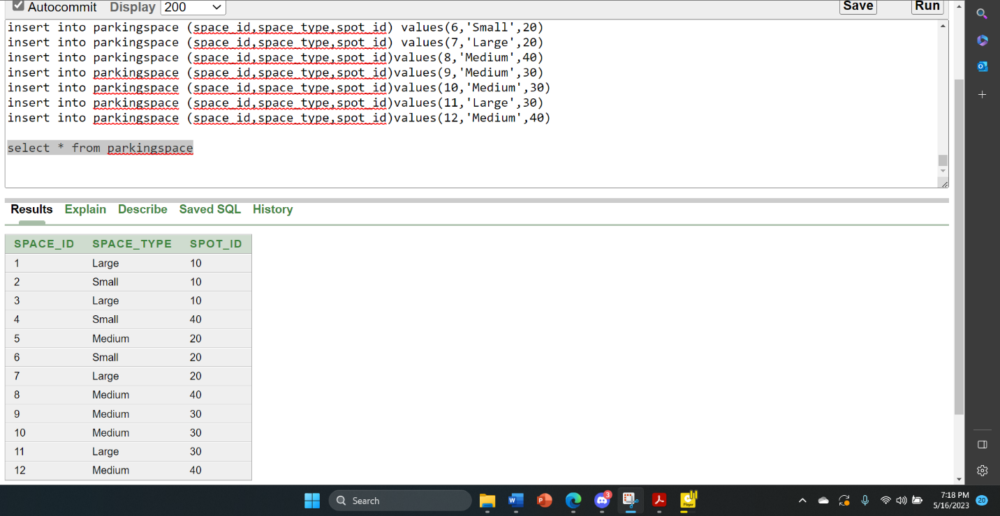 Autocommit Display 200 Save Run
insert into parkingspace (space_id,space_type,spot_id) values(6,'Small',20)
insert into parkingspace (space_id,space_type,spot_id) values(7,'Large',20)
insert into parkingspace (space_id,space_type,spot_id)values(8,'Medium',40)
insert into parkingspace (space_id,space_type,spot_id)values(9,'Medium',30)
insert into parkingspace (space_id,space_type,spot_id)values(10,'Medium',30)
insert into parkingspace (space_id,space_type,spot_id)values(11,'Large',30)
insert into parkingspace (space_id,space_type,spot_id)values(12,'Medium',40)
select * from parkingspace
Results Explain Describe Saved SQL History
SPACE_ID SPACE_TYPE SPOT_ID
1 Large 10
2 Small 10
3 Large 10
4 Small 40
5 Medium 20
6 Small 20
7 Large 20
8 Medium 40
9 Medium 30
10 Medium 30
11 Large 30
12 Medium 40
Search
3
Player
7:18 PM
5/16/2023
20